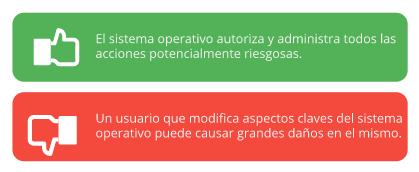 El sistema operativo autoriza y administra todos las
acciones potencialmente riesgosas.
Un usuario que modifica aspectos claves del sistema
operativo puede causar grandes daños en el mismo.